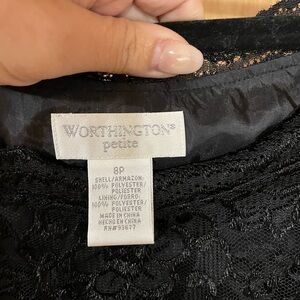 WORTHINGTON®
petite
8P
SHELL/ARMAZON:
100% POLYESTER/
POLIESTER
LINING/FORRO:
100% POLYESTER/
POLIESTER
MADE IN CHINA
HECHO EN CHINA
RN#93677